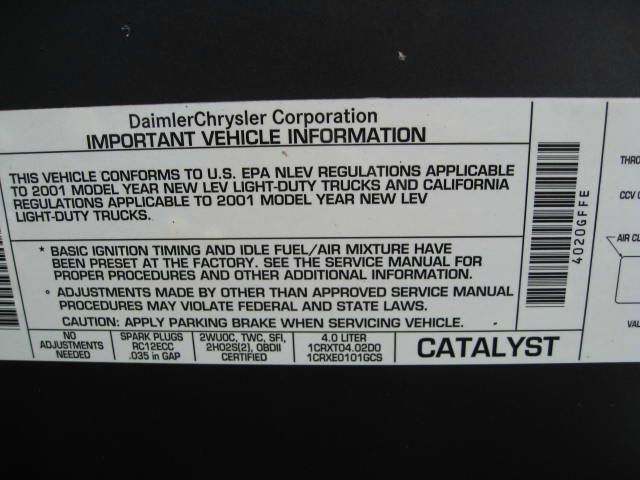 DaimlerChrysler Corporation
IMPORTANT VEHICLE INFORMATION
THIS VEHICLE CONFORMS TO U.S. EPA NLEV REGULATIONS APPLICABLE
TO 2001 MODEL YEAR NEW LEV LIGHT-DUTY TRUCKS AND CALIFORNIA
REGULATIONS APPLICABLE TO 2001 MODEL YEAR NEW LEV
LIGHT-DUTY TRUCKS.
* BASIC IGNITION TIMING AND IDLE FUEL/AIR MIXTURE HAVE
BEEN PRESET AT THE FACTORY. SEE THE SERVICE MANUAL FOR
PROPER PROCEDURES AND OTHER ADDITIONAL INFORMATION.
° ADJUSTMENTS MADE BY OTHER THAN APPROVED SERVICE MANUAL
PROCEDURES MAY VIOLATE FEDERAL AND STATE LAWS.
CAUTION: APPLY PARKING BRAKE WHEN SERVICING VEHICLE.
NO
ADJUSTMENTS
NEEDED
SPARK PLUGS
RC12ECC
.035 in GAP
2WUOC, TWC, SFI,
2HO2S(2), OBDII
CERTIFIED
4.0 LITER
1CRXT04.02D0
1CRXE0101GCS
CATALYST
4020GFFE
THRO
CCV
AIR CL